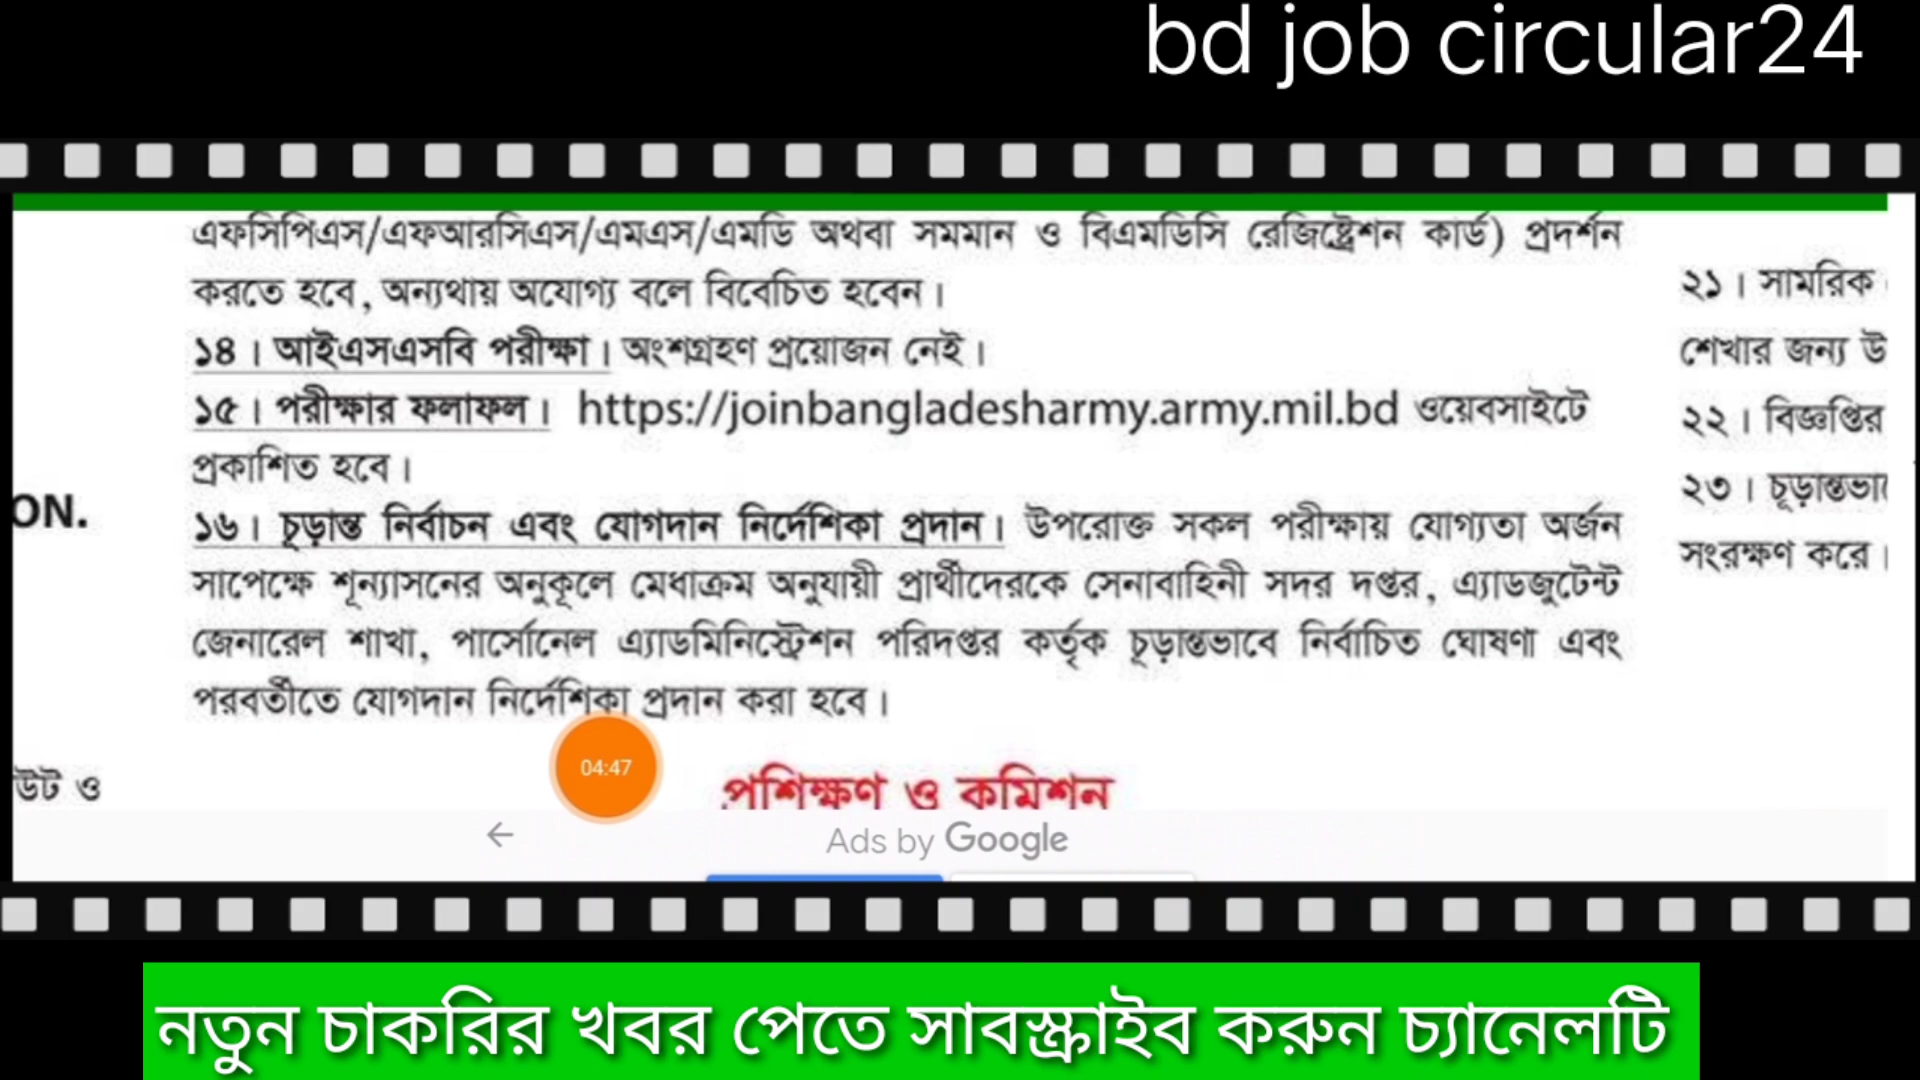 bd job circular24
এফসিপিএস/এফআরসিএস/এমএস/এমডি অথবা সমমান ও বিএমডিসি রেজিষ্ট্রেশন কার্ড) প্রদর্শন
করতে হবে, অন্যথায় অযোগ্য বলে বিবেচিত হবেন।
১৪। আইএসএসবি পরীক্ষা। অংশগ্রহণ প্রয়োজন নেই।
১৫। পরীক্ষার ফলাফল। https://joinbangladesharmy.army.mil.bd ওয়েবসাইটে
প্রকাশিত হবে।
১৬। চূড়ান্ত নির্বাচন এবং যোগদান নির্দেশিকা প্রদান। উপরোক্ত সকল পরীক্ষায় যোগ্যতা অর্জন
সাপেক্ষে শূন্যাসনের অনুকূলে মেধাক্রম অনুযায়ী প্রার্থীদেরকে সেনাবাহিনী সদর দপ্তর, এ্যাডজুটেন্ট
জেনারেল শাখা, পার্সোনেল এ্যাডমিনিস্ট্রেশন পরিদপ্তর কর্তৃক চূড়ান্তভাবে নির্বাচিত ঘোষণা এবং
পরবর্তীতে যোগদান নির্দেশিকা প্রদান করা হবে।
প্রশিক্ষণ ও কমিশন
ON.
উট ও
২১। সামরিক
শেখার জন্য উ
২২। বিজ্ঞপ্তির
২৩। চূড়ান্তভা
সংরক্ষণ করে।
04:47
Ads by Google
নতুন চাকরির খবর পেতে সাবস্ক্রাইব করুন চ্যানেলটি